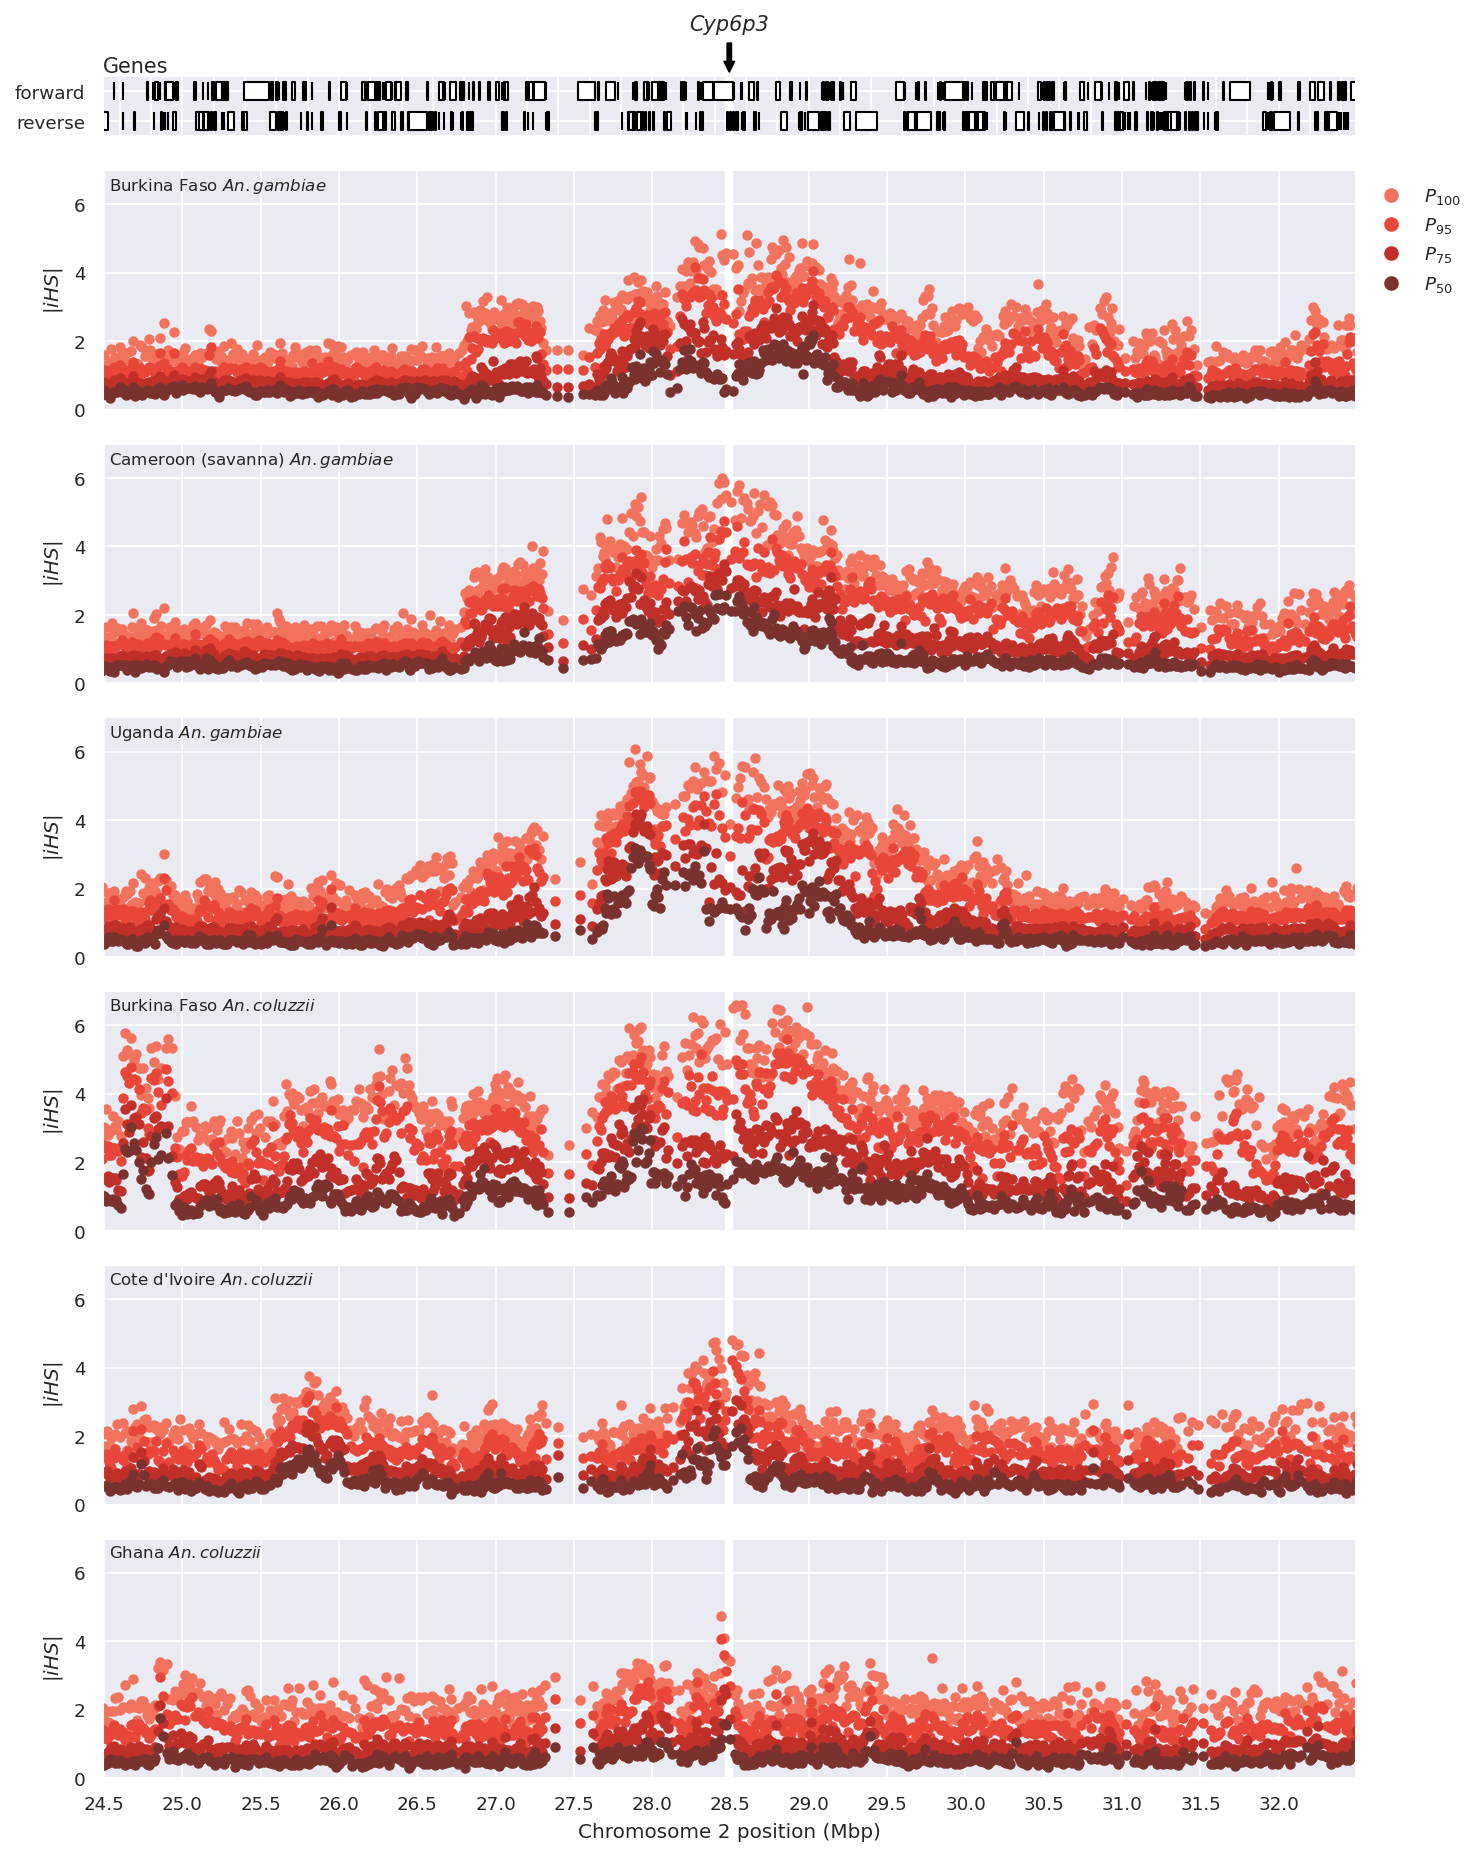 Cyp6p3
Genes
forward
reverse
Burkina Faso An. gambiae
6
4
2
0
|iHS|
P100
P95
P75
P50
Cameroon (savanna) An. gambiae
6
4
2
0
|iHS|
Uganda An. gambiae
6
4
2
0
|iHS|
Burkina Faso An. coluzzii
6
4
2
0
|iHS|
Cote d'Ivoire An. coluzzii
6
4
2
0
|iHS|
Ghana An. coluzzii
6
4
2
0
|iHS|
24.5 25.0 25.5 26.0 26.5 27.0 27.5 28.0 28.5 29.0 29.5 30.0 30.5 31.0 31.5 32.0
Chromosome 2 position (Mbp)